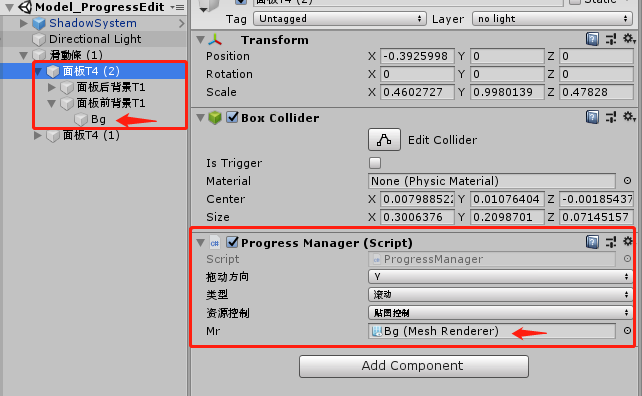 Model_ProgressEdit
ShadowSystem
Directional Light
滑動條 (1)
面板T4 (2)
面板后背景T1
面板前背景T1
Bg
面板T4 (1)
面板T4 (2)
Static
Tag Untagged Layer no light
Transform
Position X -0.3925998 Y 0 Z 0
Rotation X 0 Y 0 Z 0
Scale X 0.4602727 Y 0.9980139 Z 0.47828
Box Collider
Edit Collider
Is Trigger
Material None (Physic Material)
Center X 0.00798852 Y 0.01076404 Z -0.0018543
Size X 0.3006376 Y 0.2098701 Z 0.07145157
Progress Manager (Script)
Script ProgressManager
拖动方向 Y
类型 滚动
资源控制 贴图控制
Mr Bg (Mesh Renderer)
Add Component